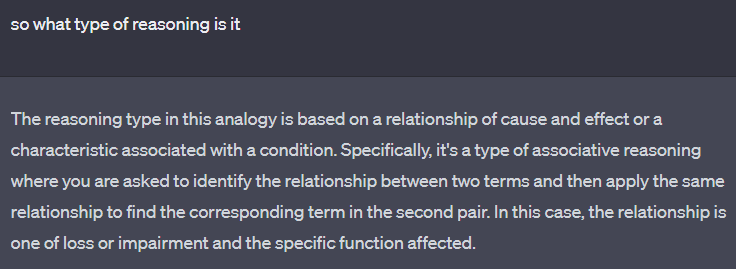 so what type of reasoning is it
The reasoning type in this analogy is based on a relationship of cause and effect or a
characteristic associated with a condition. Specifically, it's a type of associative reasoning
where you are asked to identify the relationship between two terms and then apply the same
relationship to find the corresponding term in the second pair. In this case, the relationship is
one of loss or impairment and the specific function affected.